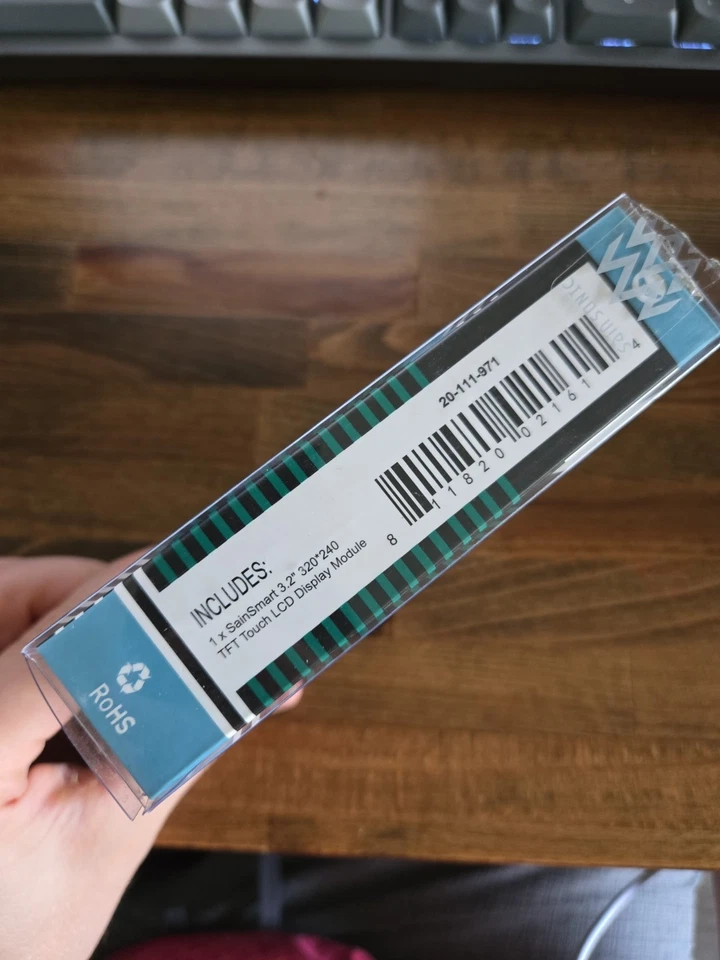 sainsmart
20-111-971
8 11820 02161 4
INCLUDES:
1 x SainSmart 3.2" 320*240
TFT Touch LCD Display Module
RoHS